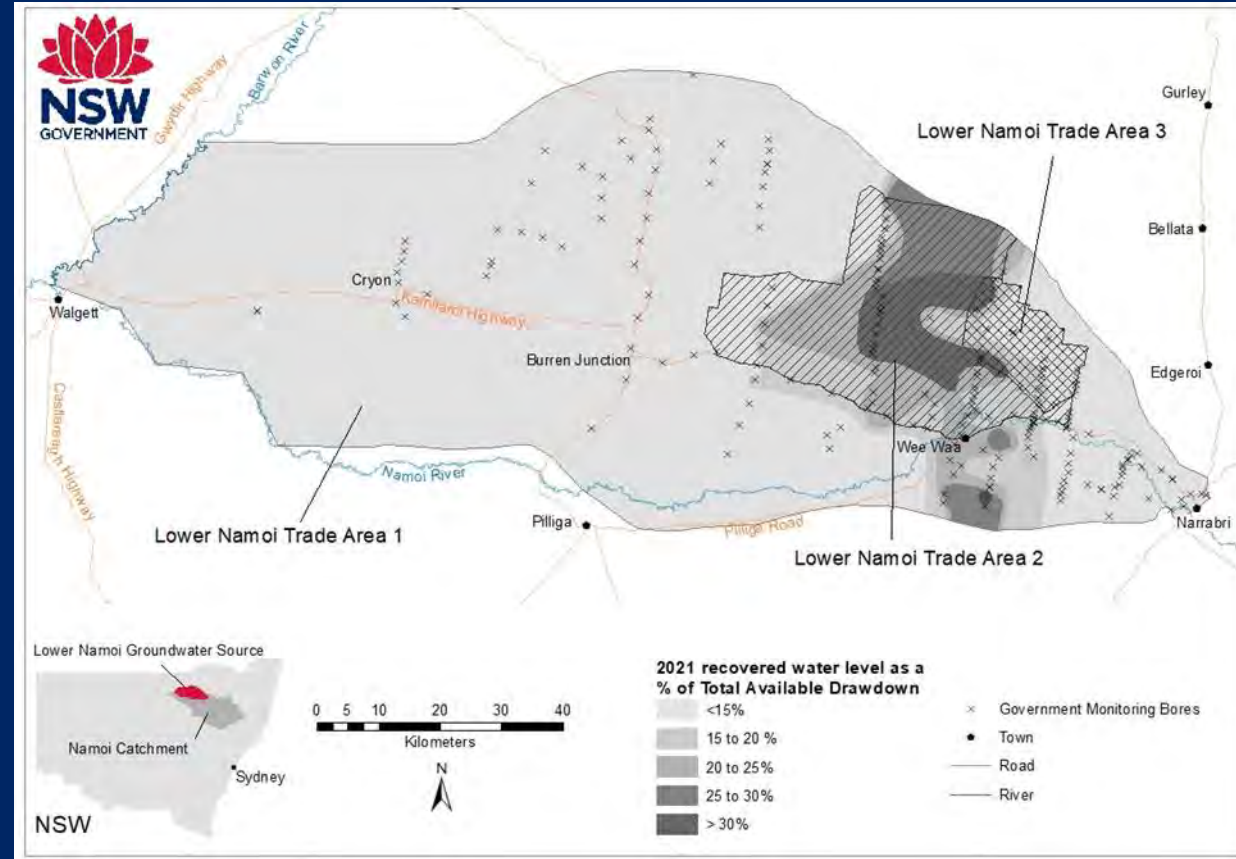 NSW
GOVERNMENT
Gwydir Highway
Barwon River
Gurley
Lower Namoi Trade Area 3
Bellata
Cryon
Kamilaroi Highway
Walgett
Burren Junction
Edgeroi
Castlereagh Highway
Wee Waa
Namoi River
Pilliga
Pilliga Road
Narrabri
Lower Namoi Trade Area 1
Lower Namoi Trade Area 2
Lower Namoi Groundwater Source
Namoi Catchment
Sydney
NSW
0 5 10 20 30 40
Kilometers
N
2021 recovered water level as a
% of Total Available Drawdown
<15%
15 to 20 %
20 to 25%
25 to 30%
> 30%
Government Monitoring Bores
Town
Road
River